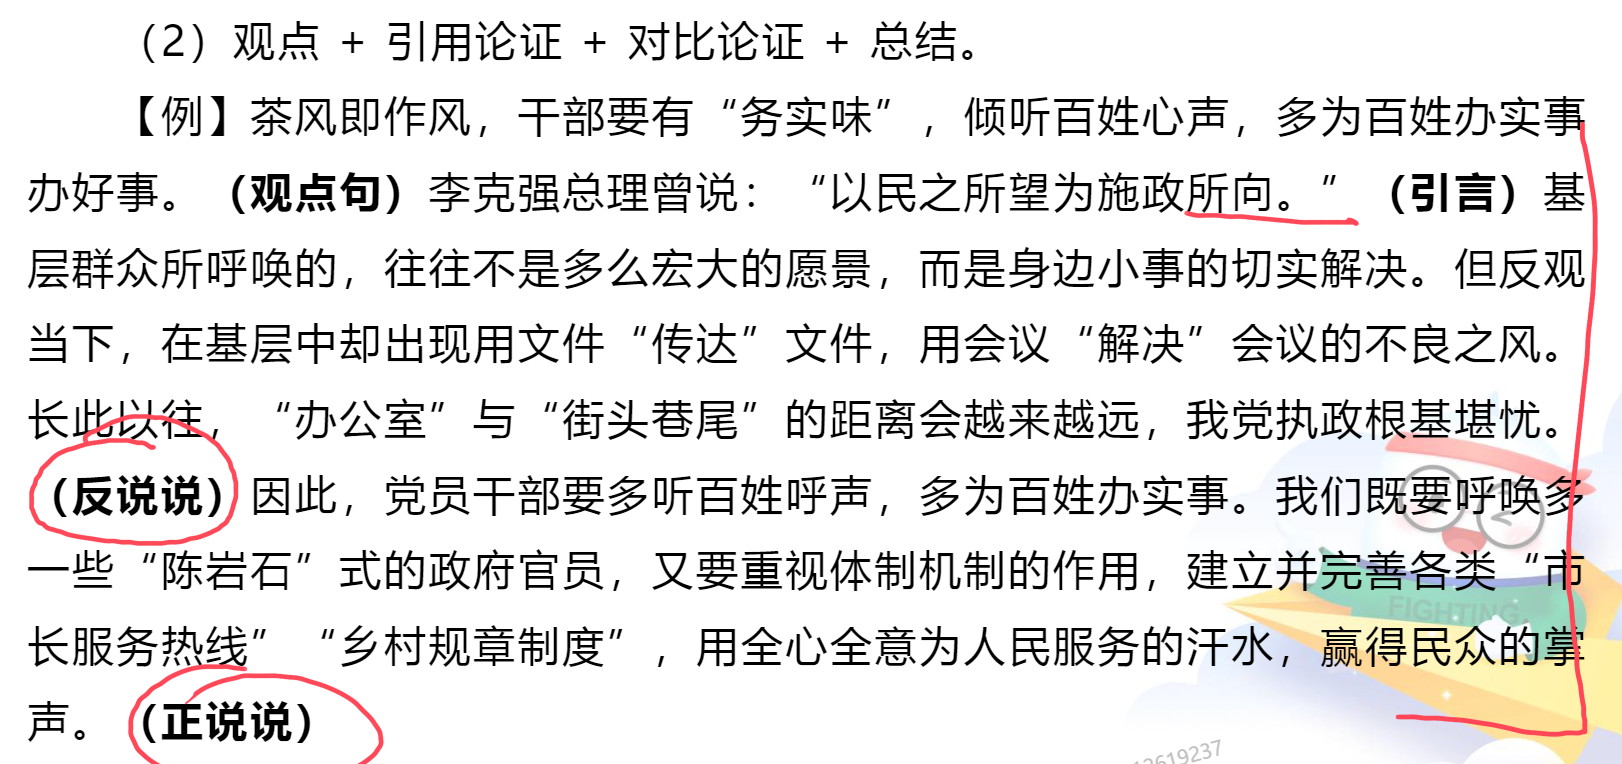 （2）观点 + 引用论证 + 对比论证 + 总结。
【例】茶风即作风，干部要有“务实味”，倾听百姓心声，多为百姓办实事
办好事。（观点句）李克强总理曾说：“以民之所望为施政所向。”（引言）基
层群众所呼唤的，往往不是多么宏大的愿景，而是身边小事的切实解决。但反观
当下，在基层中却出现用文件“传达”文件，用会议“解决”会议的不良之风。
长此以往，“办公室”与“街头巷尾”的距离会越来越远，我党执政根基堪忧。
（反说说）因此，党员干部要多听百姓呼声，多为百姓办实事。我们既要呼唤多
一些“陈岩石”式的政府官员，又要重视体制机制的作用，建立并完善各类“市
长服务热线”“乡村规章制度”，用全心全意为人民服务的汗水，赢得民众的掌
声。（正说说）
FIGHTING